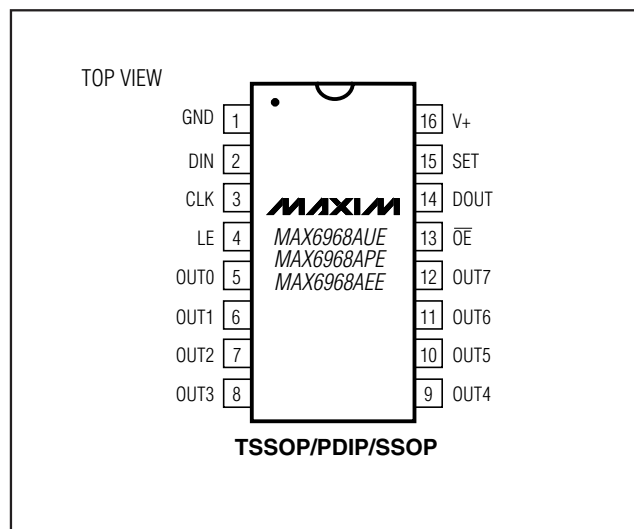 TOP VIEW
GND 1
DIN 2
CLK 3
LE 4
OUT0 5
OUT1 6
OUT2 7
OUT3 8
MAXIM
MAX6968AUE
MAX6968APE
MAX6968AEE
16 V+
15 SET
14 DOUT
13 O̅E̅
12 OUT7
11 OUT6
10 OUT5
9 OUT4
TSSOP/PDIP/SSOP